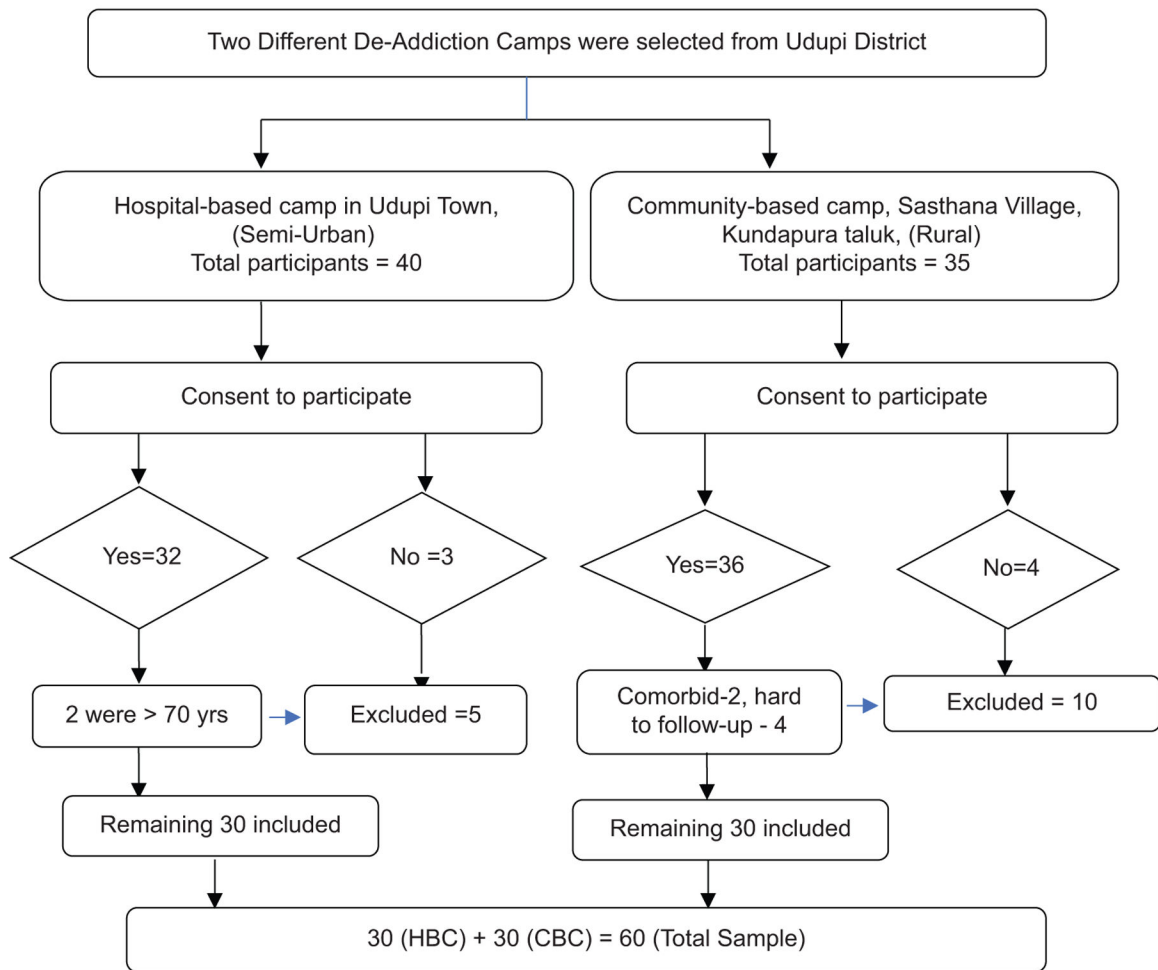 Two Different De-Addiction Camps were selected from Udupi District
Hospital-based camp in Udupi Town,
(Semi-Urban)
Total participants = 40
Community-based camp, Sasthana Village,
Kundapura taluk, (Rural)
Total participants = 35
Consent to participate
Consent to participate
Yes=32
No =3
Yes=36
No=4
2 were > 70 yrs
Excluded =5
Comorbid-2, hard
to follow-up - 4
Excluded = 10
Remaining 30 included
Remaining 30 included
30 (HBC) + 30 (CBC) = 60 (Total Sample)